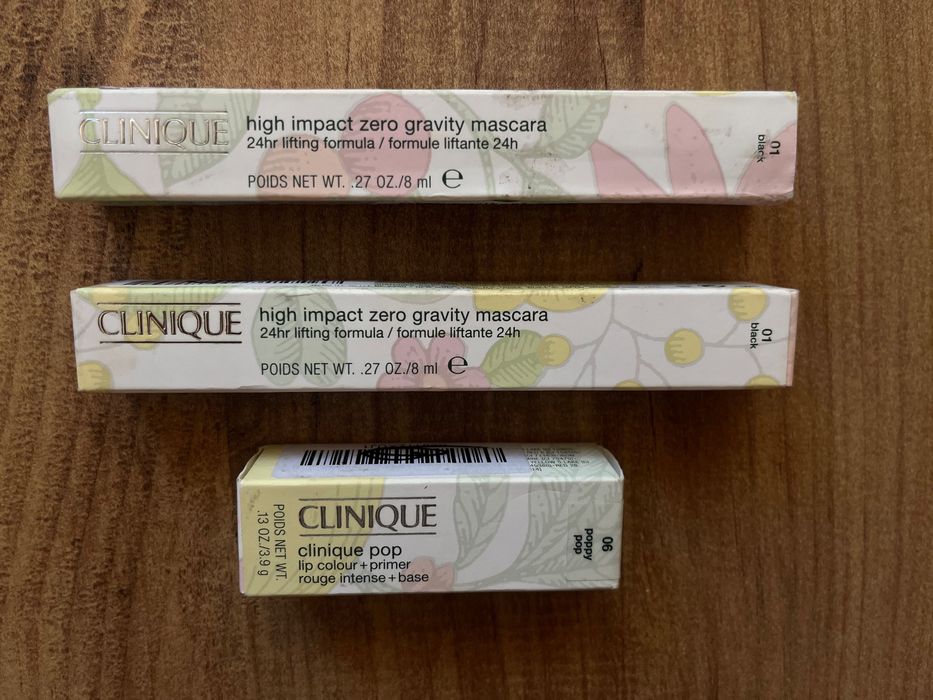 CLINIQUE
high impact zero gravity mascara
24hr lifting formula / formule liftante 24h
POIDS NET WT. .27 OZ./8 ml ℮
01
black
CLINIQUE
high impact zero gravity mascara
24hr lifting formula / formule liftante 24h
POIDS NET WT. .27 OZ./8 ml ℮
01
black
POIDS NET WT.
.13 OZ./3.9 g
CLINIQUE
clinique pop
lip colour + primer
rouge intense + base
06
poppy
pop